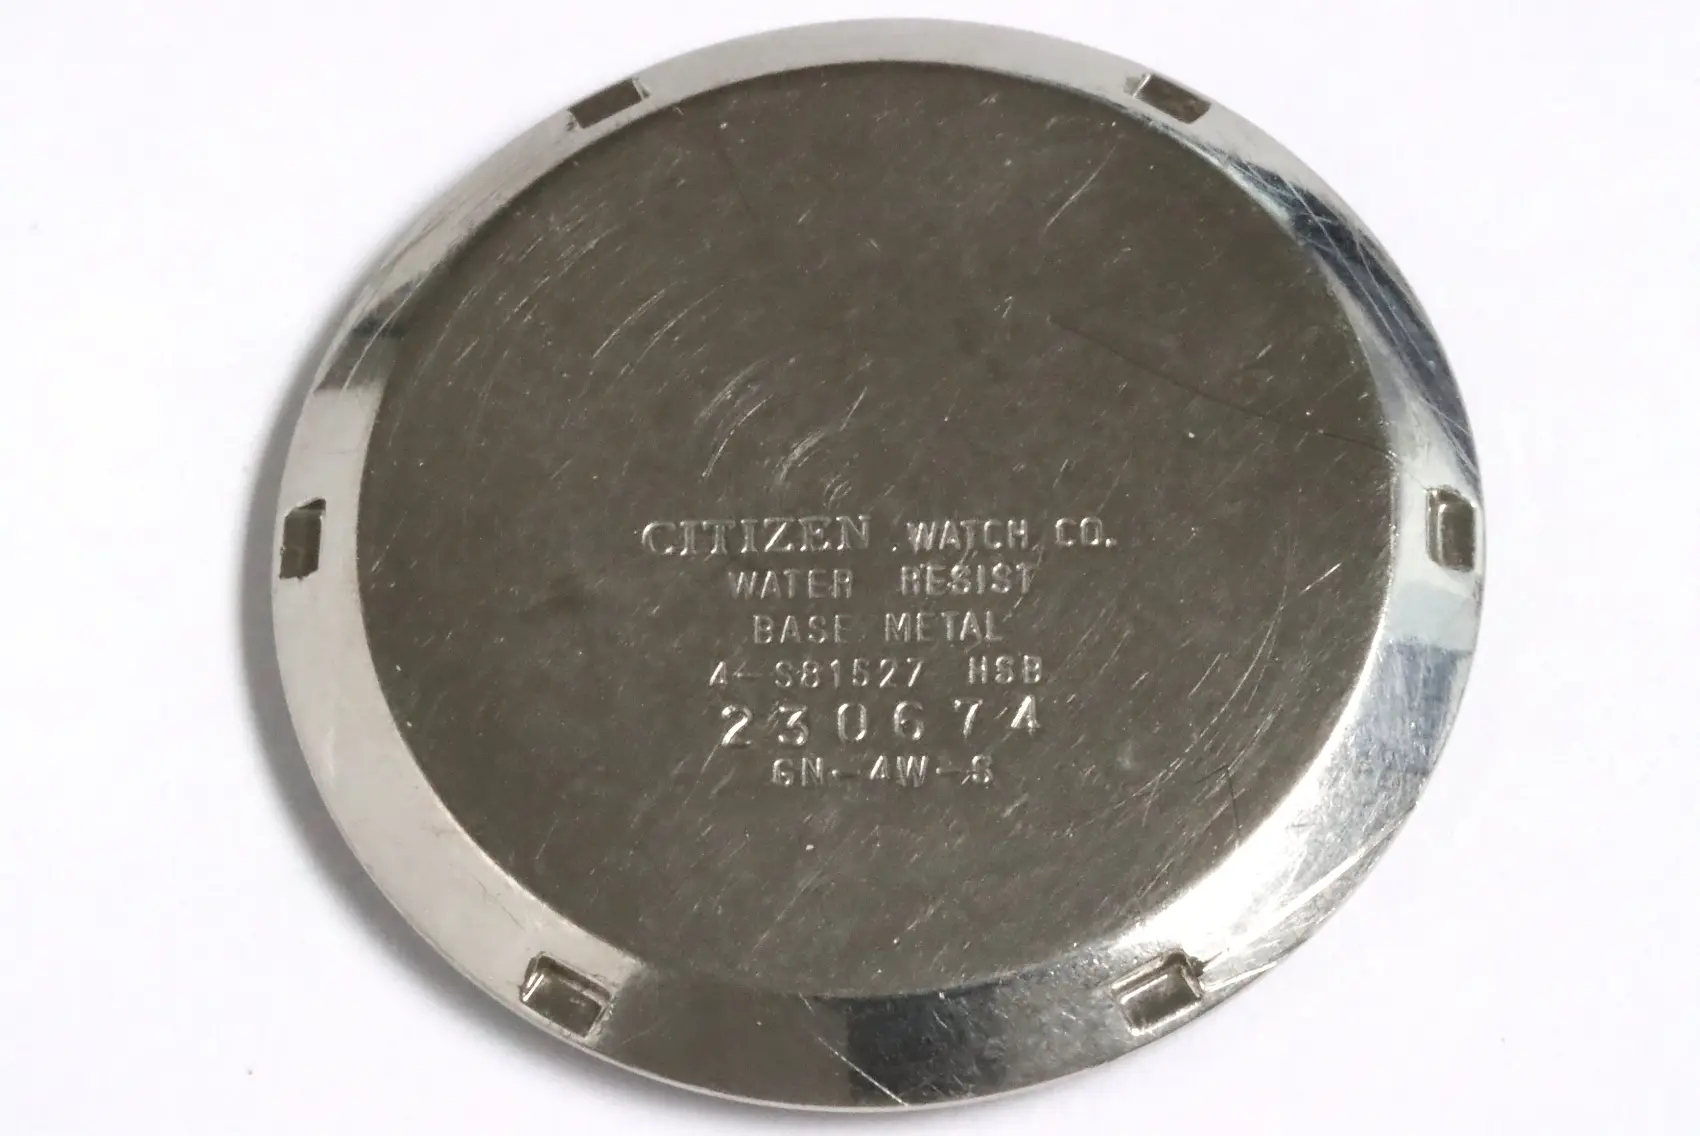 CITIZEN WATCH CO.
WATER RESIST
BASE METAL
4-S81527 HSB
230674
GN-4W-S